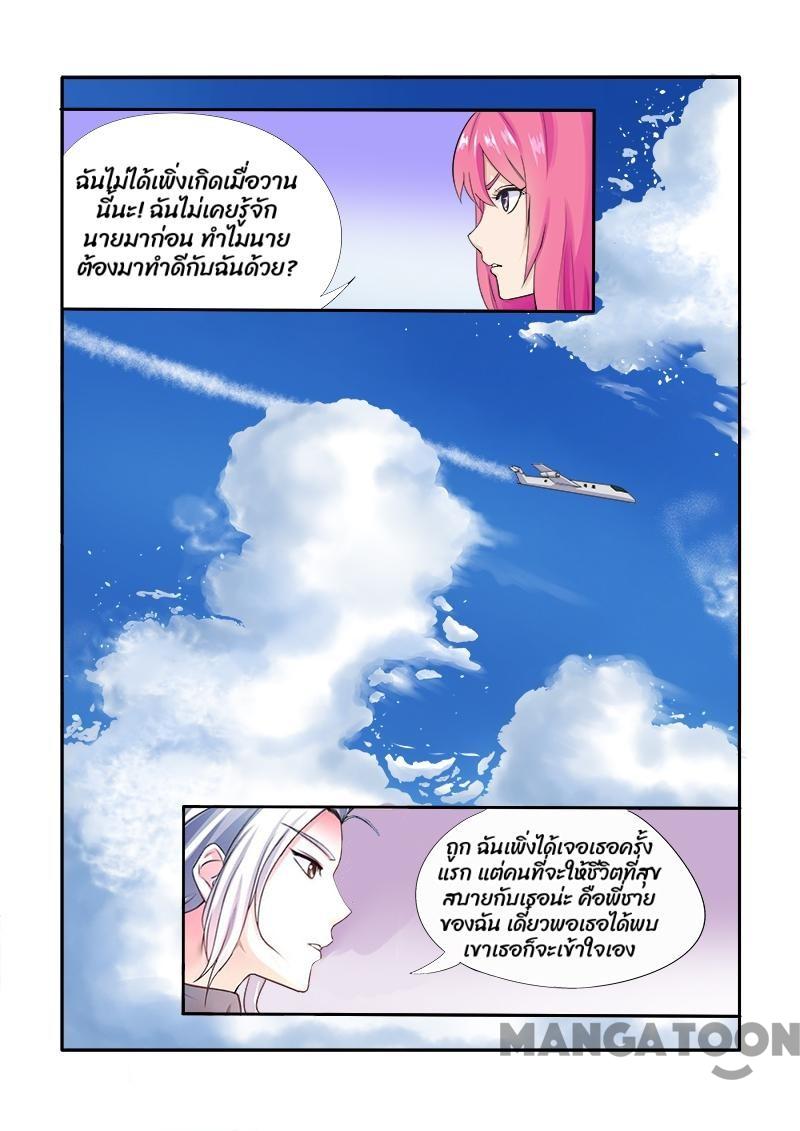 ฉันไม่ได้เพิ่งเกิดเมื่อวาน
นี้นะ! ฉันไม่เคยรู้จัก
นายมาก่อน ทำไมนาย
ต้องมาทำดีกับฉันด้วย?
ถูก ฉันเพิ่งได้เจอเธอครั้ง
แรก แต่คนที่จะให้ชีวิตที่สุข
สบายกับเธอน่ะ คือพี่ชาย
ของฉัน เดี๋ยวพอเธอได้พบ
เขาเธอก็จะเข้าใจเอง
MANGATOON